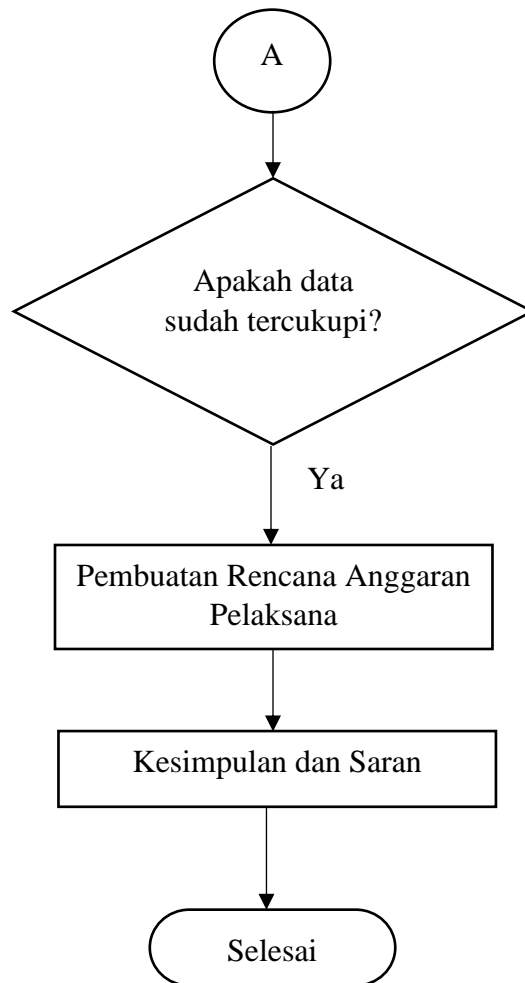 A
Apakah data
sudah tercukupi?
Ya
Pembuatan Rencana Anggaran
Pelaksana
Kesimpulan dan Saran
Selesai